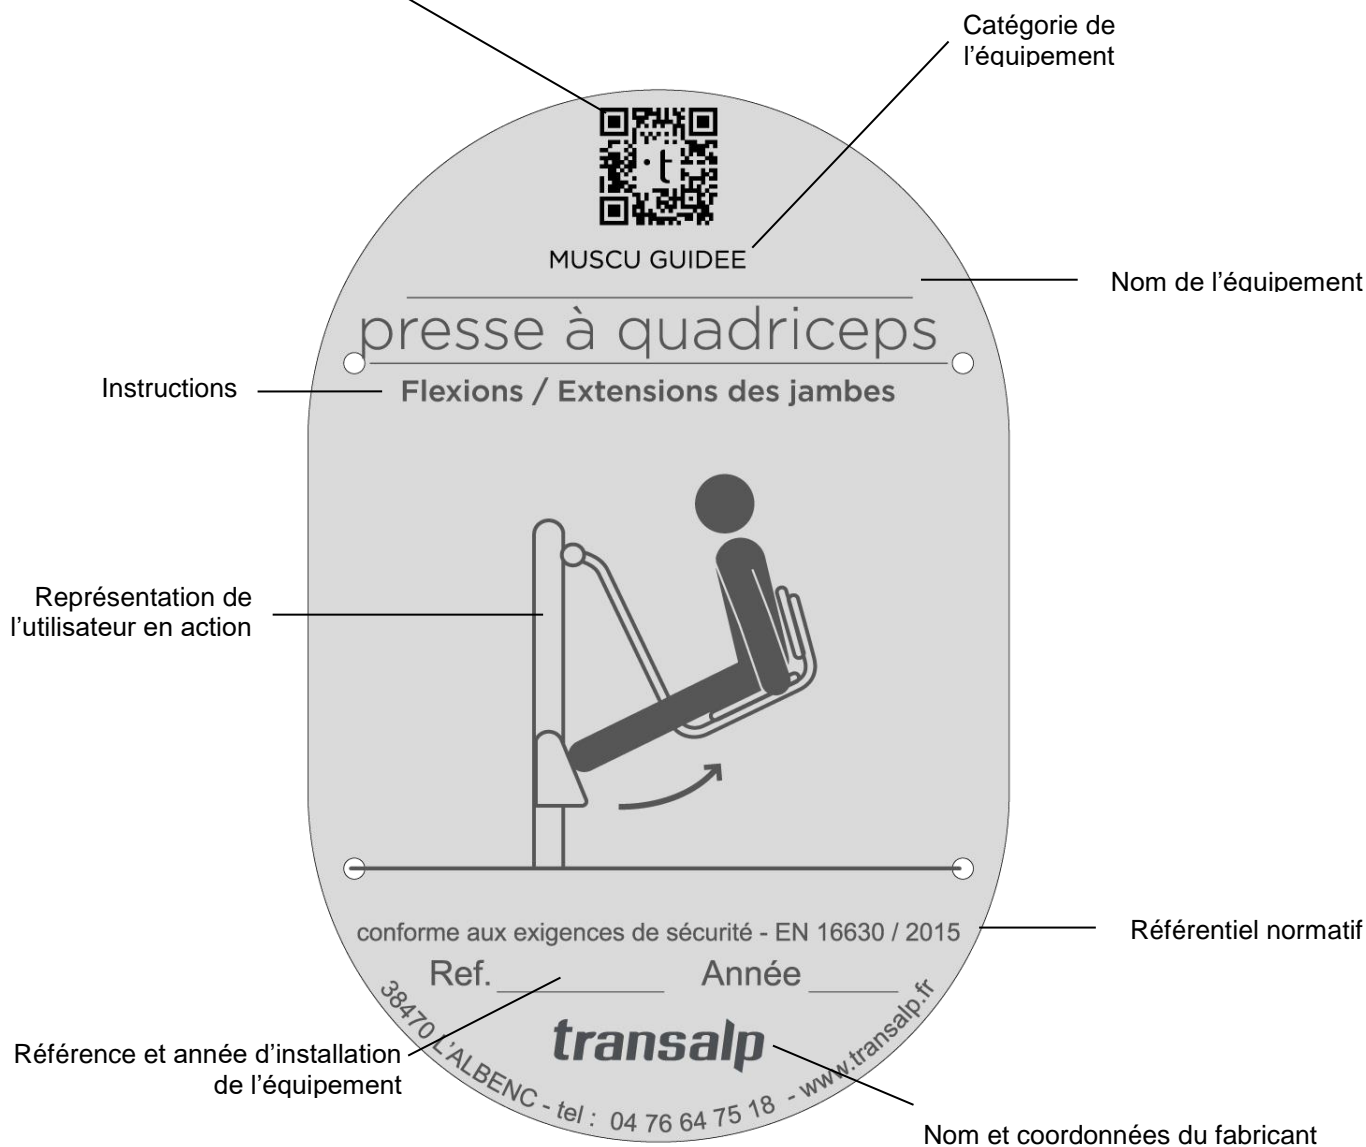 Catégorie de
l’équipement
t
MUSCU GUIDEE
Nom de l’équipement
presse à quadriceps
Instructions
Flexions / Extensions des jambes
Représentation de
l’utilisateur en action
conforme aux exigences de sécurité - EN 16630 / 2015
Référentiel normatif
Ref. Année
transalp
38470 L'ALBENC - tel : 04 76 64 75 18 - www.transalp.fr
Référence et année d’installation
de l’équipement
Nom et coordonnées du fabricant